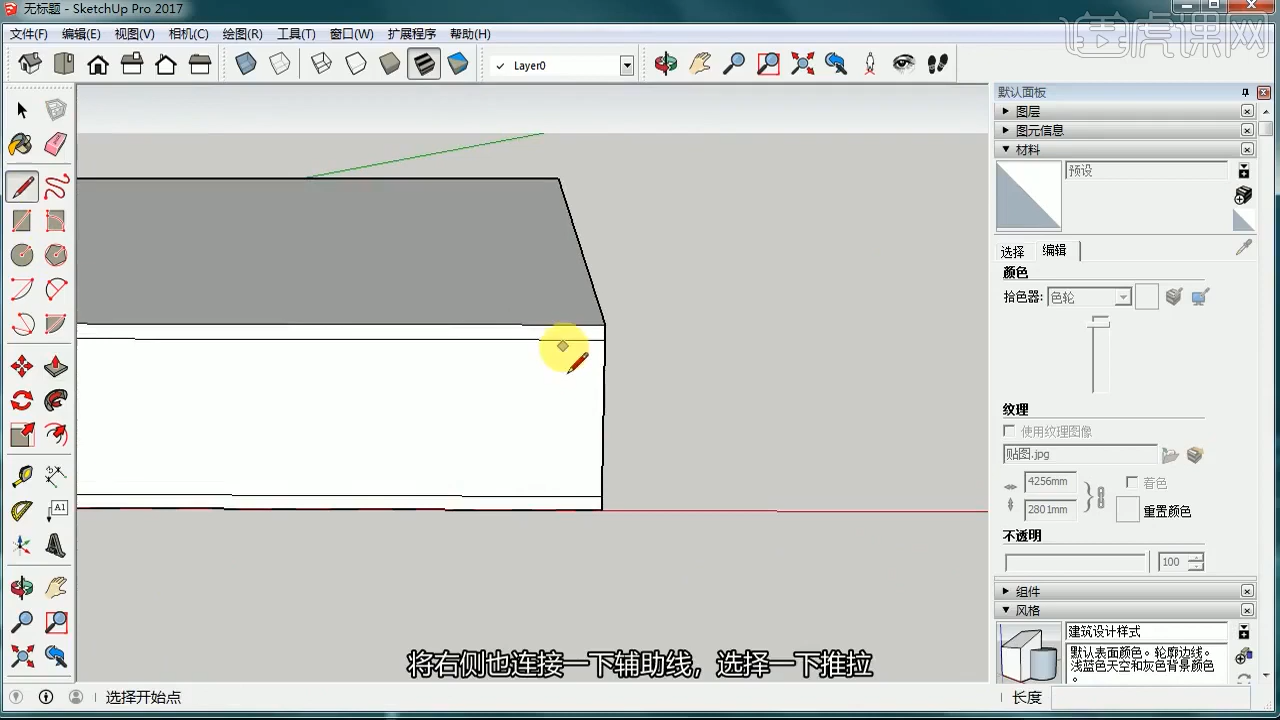 无标题 - SketchUp Pro 2017
虎课网
文件(F) 编辑(E) 视图(V) 相机(C) 绘图(R) 工具(T) 窗口(W) 扩展程序 帮助(H)
Layer0
默认面板
图层
图元信息
材料
预设
选择 编辑
颜色
拾色器: 色轮
纹理
使用纹理图像
贴图.jpg
4256mm 着色
2801mm 重置颜色
不透明
100
组件
风格
建筑设计样式
默认表面颜色。轮廓边线。
浅蓝色天空和灰色背景颜色
。
A1
将右侧也连接一下辅助线，选择一下推拉
选择开始点
长度